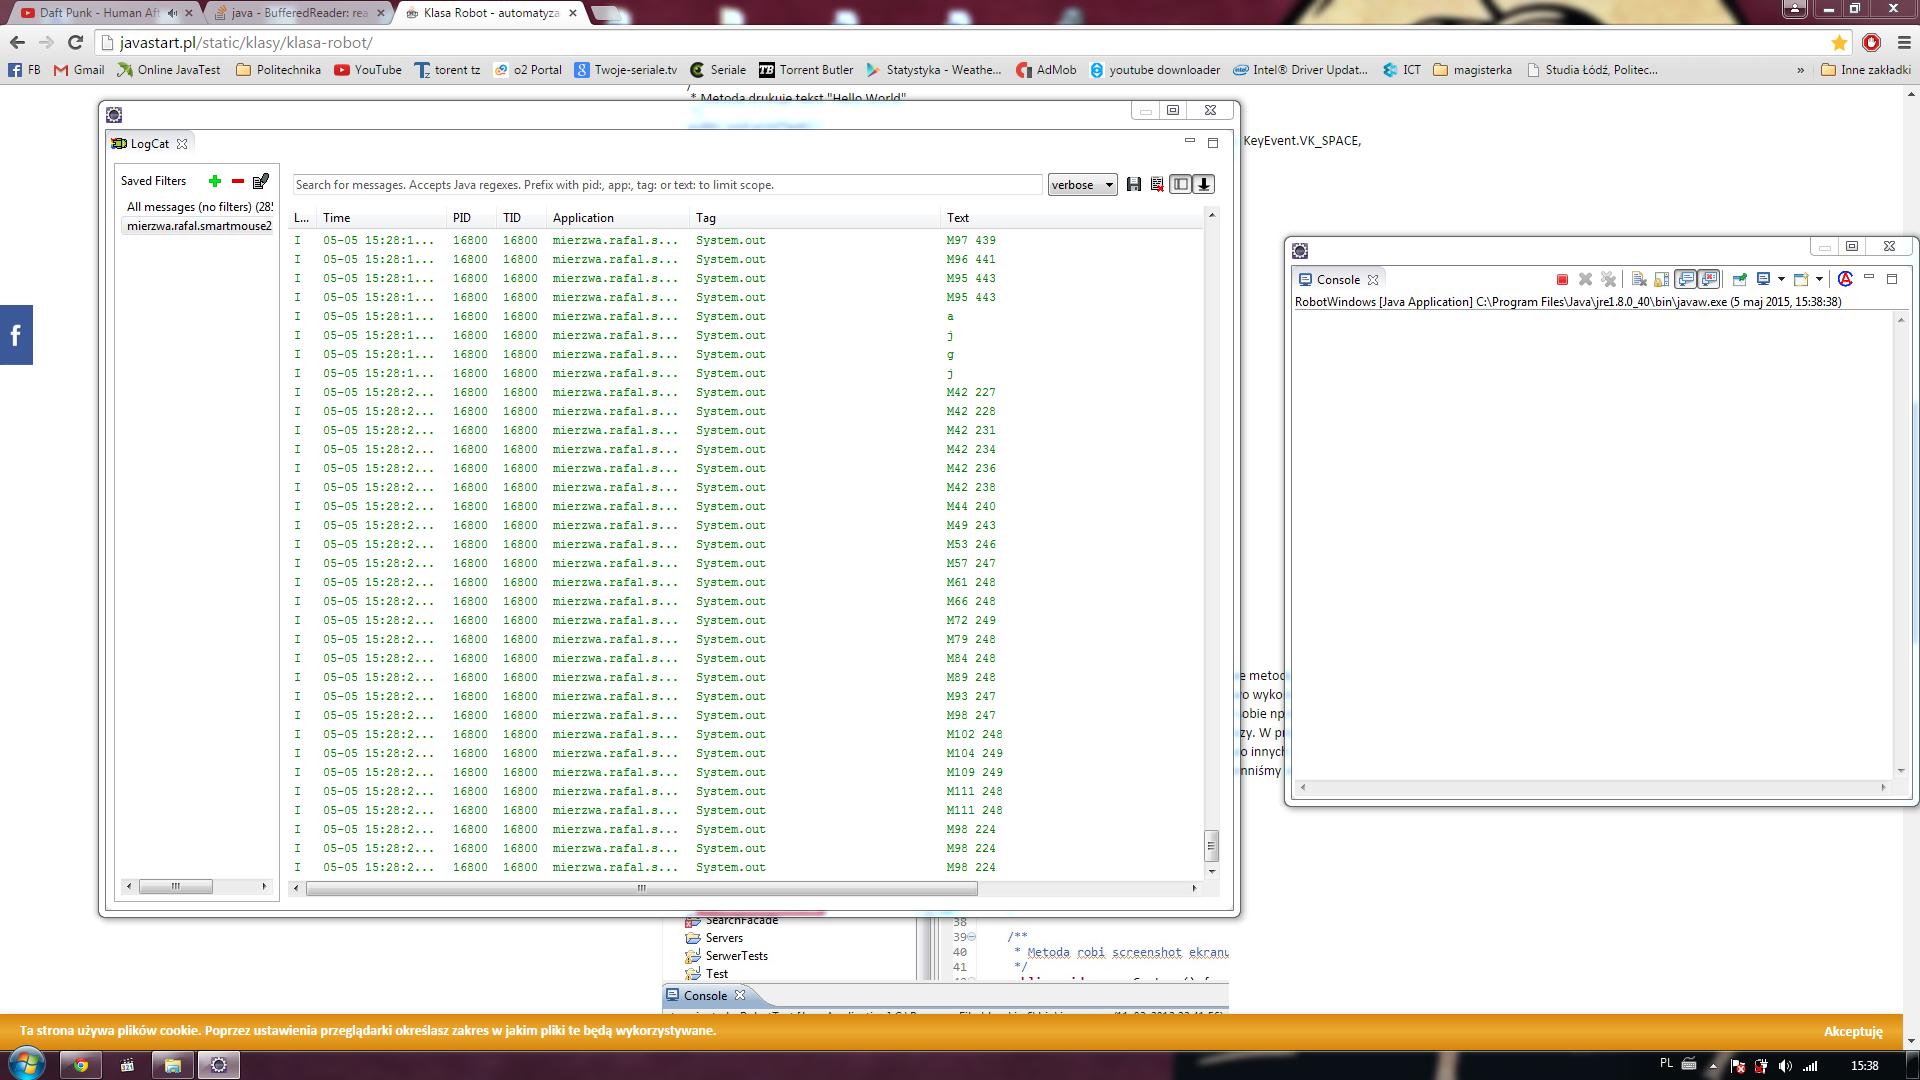 Daft Punk - Human Aft
java - BufferedReader: rea
Klasa Robot - automatyza
javastart.pl/static/klasy/klasa-robot/
FB
Gmail
Online JavaTest
Politechnika
YouTube
torent tz
o2 Portal
Twoje-seriale.tv
Seriale
Torrent Butler
Statystyka - Weathe...
AdMob
youtube downloader
Intel® Driver Updat...
ICT
magisterka
Studia Łódź, Politec...
»
Inne zakładki
* Metoda drukuje tekst "Hello World"
KeyEvent.VK_SPACE,
LogCat
Saved Filters
Search for messages. Accepts Java regexes. Prefix with pid:, app:, tag: or text: to limit scope.
verbose
All messages (no filters) (28
mierzwa.rafal.smartmouse2
L... Time PID TID Application Tag Text
I 05-05 15:28:1... 16800 16800 mierzwa.rafal.s... System.out M97 439
I 05-05 15:28:1... 16800 16800 mierzwa.rafal.s... System.out M96 441
I 05-05 15:28:1... 16800 16800 mierzwa.rafal.s... System.out M95 443
I 05-05 15:28:1... 16800 16800 mierzwa.rafal.s... System.out M95 443
I 05-05 15:28:1... 16800 16800 mierzwa.rafal.s... System.out a
I 05-05 15:28:1... 16800 16800 mierzwa.rafal.s... System.out j
I 05-05 15:28:1... 16800 16800 mierzwa.rafal.s... System.out g
I 05-05 15:28:1... 16800 16800 mierzwa.rafal.s... System.out j
I 05-05 15:28:2... 16800 16800 mierzwa.rafal.s... System.out M42 227
I 05-05 15:28:2... 16800 16800 mierzwa.rafal.s... System.out M42 228
I 05-05 15:28:2... 16800 16800 mierzwa.rafal.s... System.out M42 231
I 05-05 15:28:2... 16800 16800 mierzwa.rafal.s... System.out M42 234
I 05-05 15:28:2... 16800 16800 mierzwa.rafal.s... System.out M42 236
I 05-05 15:28:2... 16800 16800 mierzwa.rafal.s... System.out M42 238
I 05-05 15:28:2... 16800 16800 mierzwa.rafal.s... System.out M44 240
I 05-05 15:28:2... 16800 16800 mierzwa.rafal.s... System.out M49 243
I 05-05 15:28:2... 16800 16800 mierzwa.rafal.s... System.out M53 246
I 05-05 15:28:2... 16800 16800 mierzwa.rafal.s... System.out M57 247
I 05-05 15:28:2... 16800 16800 mierzwa.rafal.s... System.out M61 248
I 05-05 15:28:2... 16800 16800 mierzwa.rafal.s... System.out M66 248
I 05-05 15:28:2... 16800 16800 mierzwa.rafal.s... System.out M72 249
I 05-05 15:28:2... 16800 16800 mierzwa.rafal.s... System.out M79 248
I 05-05 15:28:2... 16800 16800 mierzwa.rafal.s... System.out M84 248
I 05-05 15:28:2... 16800 16800 mierzwa.rafal.s... System.out M89 248
I 05-05 15:28:2... 16800 16800 mierzwa.rafal.s... System.out M93 247
I 05-05 15:28:2... 16800 16800 mierzwa.rafal.s... System.out M98 247
I 05-05 15:28:2... 16800 16800 mierzwa.rafal.s... System.out M102 248
I 05-05 15:28:2... 16800 16800 mierzwa.rafal.s... System.out M104 249
I 05-05 15:28:2... 16800 16800 mierzwa.rafal.s... System.out M109 249
I 05-05 15:28:2... 16800 16800 mierzwa.rafal.s... System.out M111 248
I 05-05 15:28:2... 16800 16800 mierzwa.rafal.s... System.out M111 248
I 05-05 15:28:2... 16800 16800 mierzwa.rafal.s... System.out M98 224
I 05-05 15:28:2... 16800 16800 mierzwa.rafal.s... System.out M98 224
I 05-05 15:28:2... 16800 16800 mierzwa.rafal.s... System.out M98 224
Console
RobotWindows [Java Application] C:\Program Files\Java\jre1.8.0_40\bin\javaw.exe (5 maj 2015, 15:38:38)
e metod
o wyko
obie np
zy. W pr
o innych
nniśmy
SearchFacade
Servers
SerwerTests
Test
38
39 /**
40 * Metoda robi screenshot ekranu
41 */
Console
Ta strona używa plików cookie. Poprzez ustawienia przeglądarki określasz zakres w jakim pliki te będą wykorzystywane.
Akceptuję
PL
15:38